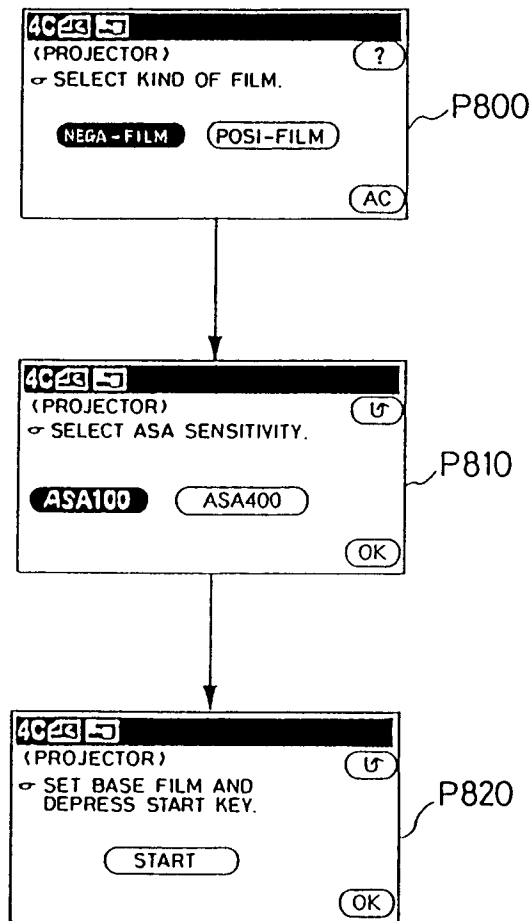 4C
(PROJECTOR)
?
SELECT KIND OF FILM.
NEGA-FILM POSI-FILM
P800
AC
4C
(PROJECTOR)
SELECT ASA SENSITIVITY.
P810
ASA100 ASA400
OK
4C
(PROJECTOR)
SET BASE FILM AND
DEPRESS START KEY.
P820
START
OK